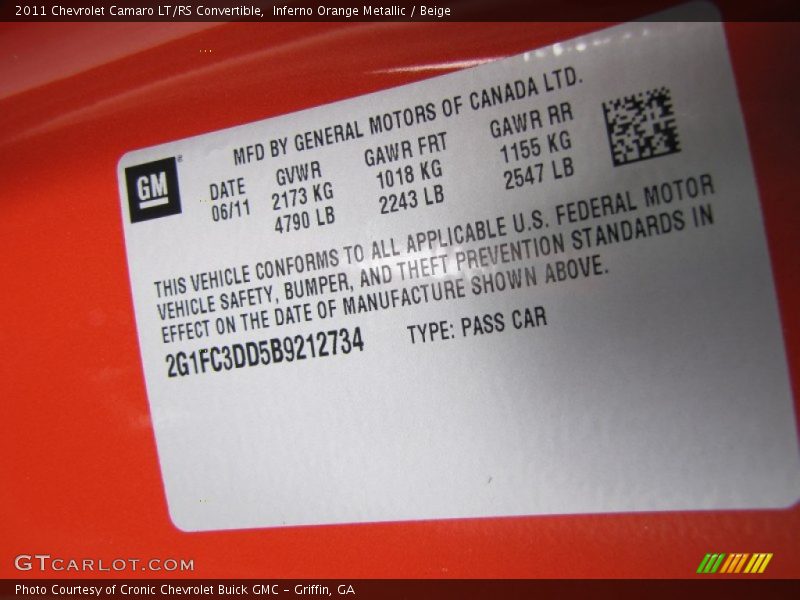 2011 Chevrolet Camaro LT/RS Convertible,  Inferno Orange Metallic / Beige
MFD BY GENERAL MOTORS OF CANADA LTD.
GM®
DATE GVWR GAWR FRT GAWR RR
06/11 2173 KG 1018 KG 1155 KG
4790 LB 2243 LB 2547 LB
THIS VEHICLE CONFORMS TO ALL APPLICABLE U.S. FEDERAL MOTOR
VEHICLE SAFETY, BUMPER, AND THEFT PREVENTION STANDARDS IN
EFFECT ON THE DATE OF MANUFACTURE SHOWN ABOVE.
2G1FC3DD5B9212734 TYPE: PASS CAR
GTCARLOT.COM
Photo Courtesy of Cronic Chevrolet Buick GMC – Griffin, GA